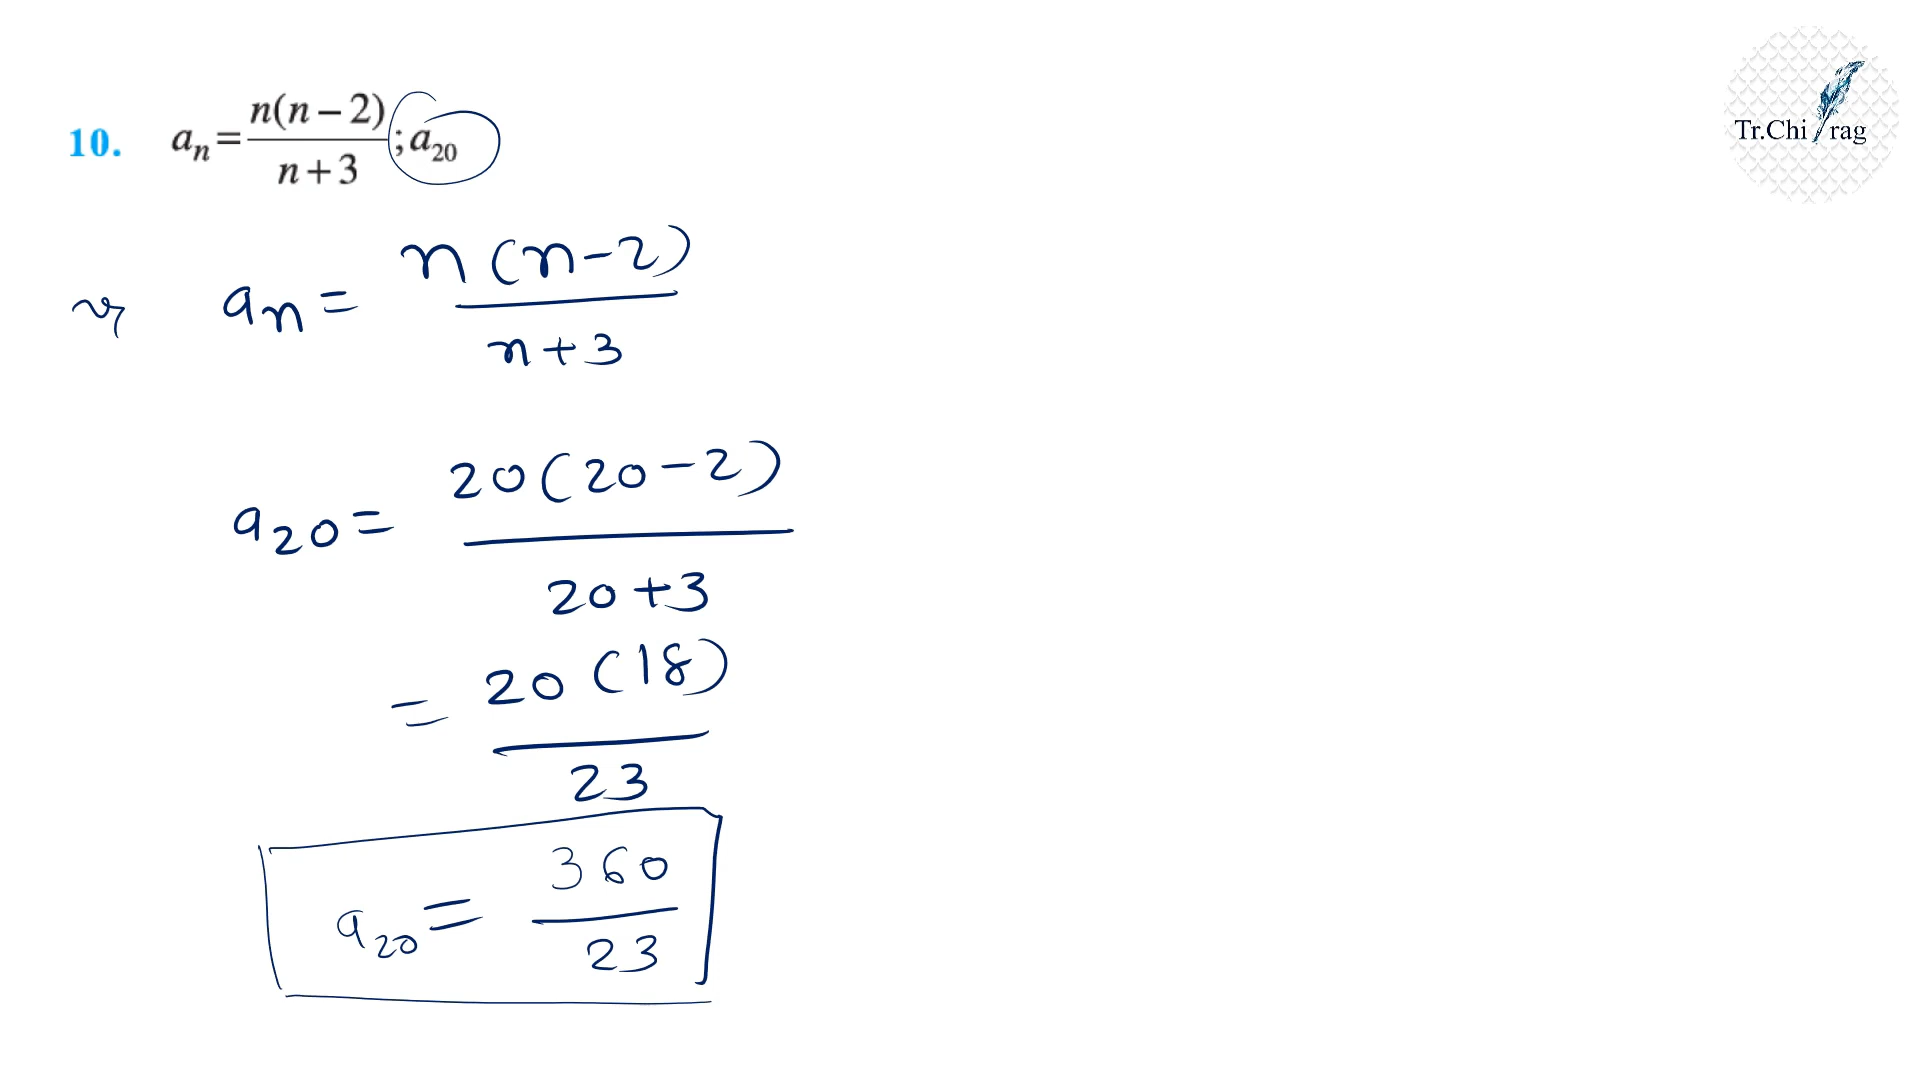 10. aₙ = n(n – 2) / n + 3 ; a₂₀
Tr.Chirag
aₙ = n(n-2) / n+3
a₂₀ = 20(20-2) / 20+3
= 20(18) / 23
a₂₀ = 360 / 23